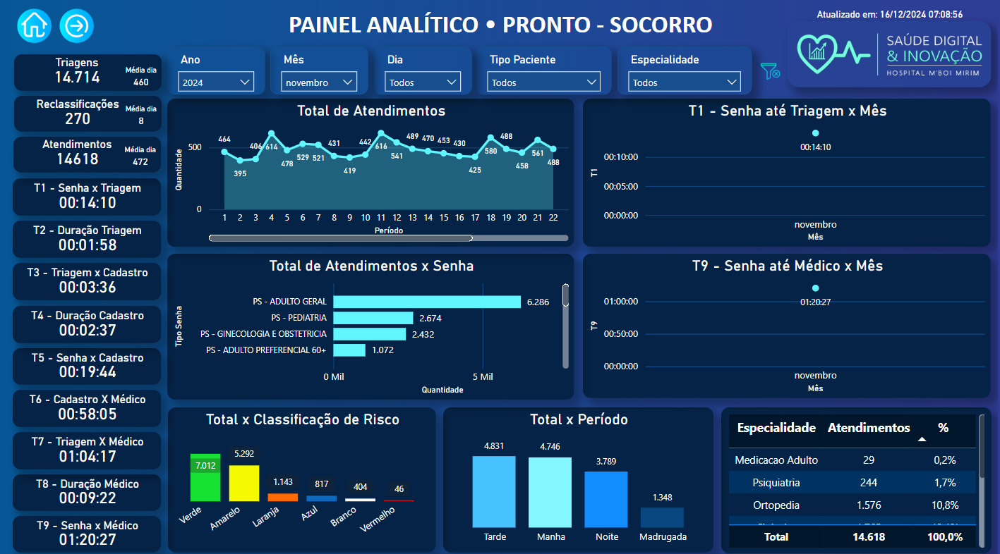 PAINEL ANALÍTICO • PRONTO - SOCORRO
Atualizado em: 16/12/2024 07:08:56
SAÚDE DIGITAL
& INOVAÇÃO
HOSPITAL M'BOI MIRIM
Ano
2024
Mês
novembro
Dia
Todos
Tipo Paciente
Todos
Especialidade
Todos
Triagens
14.714
Média dia
460
Reclassificações
270
Média dia
8
Atendimentos
14618
Média dia
472
T1 - Senha x Triagem
00:14:10
T2 - Duração Triagem
00:01:58
T3 - Triagem x Cadastro
00:03:36
T4 - Duração Cadastro
00:02:37
T5 - Senha x Cadastro
00:19:44
T6 - Cadastro X Médico
00:58:05
T7 - Triagem X Médico
01:04:17
T8 - Duração Médico
00:09:22
T9 - Senha x Médico
01:20:27
Total de Atendimentos
Quantidade
500
0
464 395 406 614 478 529 521 431 419 442 616 541 489 470 453 430 425 580 488 458 561 488
1 2 3 4 5 6 7 8 9 10 11 12 13 14 15 16 17 18 19 20 21 22
Período
T1 - Senha até Triagem x Mês
T1
00:14:10
00:10:00
00:05:00
00:00:00
novembro
Mês
Total de Atendimentos x Senha
Tipo Senha
PS - ADULTO GERAL 6.286
PS - PEDIATRIA 2.674
PS - GINECOLOGIA E OBSTETRICIA 2.432
PS - ADULTO PREFERENCIAL 60+ 1.072
0 Mil 5 Mil
Quantidade
T9 - Senha até Médico x Mês
T9
01:00:00
01:20:27
00:50:00
00:00:00
novembro
Mês
Total x Classificação de Risco
7.012 5.292 1.143 817 404 46
Verde Amarelo Laranja Azul Branco Vermelho
Total x Período
4.831 4.746 3.789 1.348
Tarde Manha Noite Madrugada
Especialidade Atendimentos %
Medicacao Adulto 29 0,2%
Psiquiatria 244 1,7%
Ortopedia 1.576 10,8%
Total 14.618 100,0%